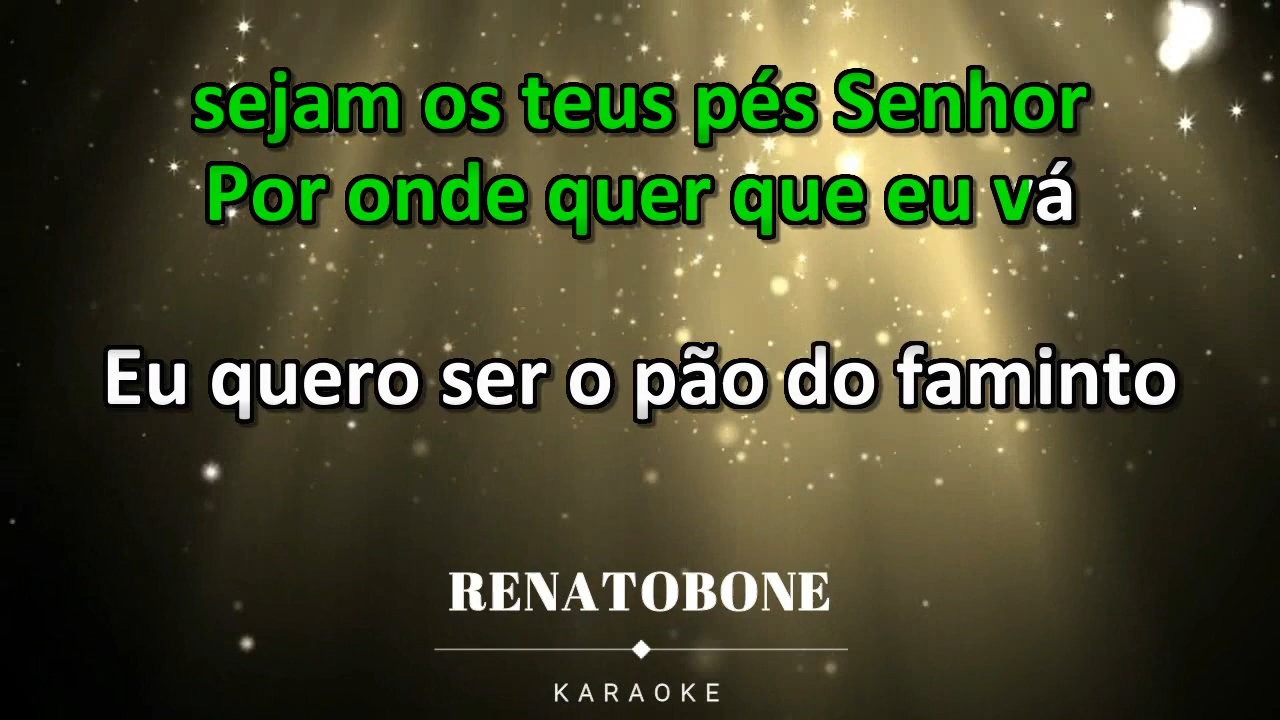 sejam os teus pés Senhor
Por onde quer que eu vá
Eu quero ser o pão do faminto
RENATOBONE
KARAOKE